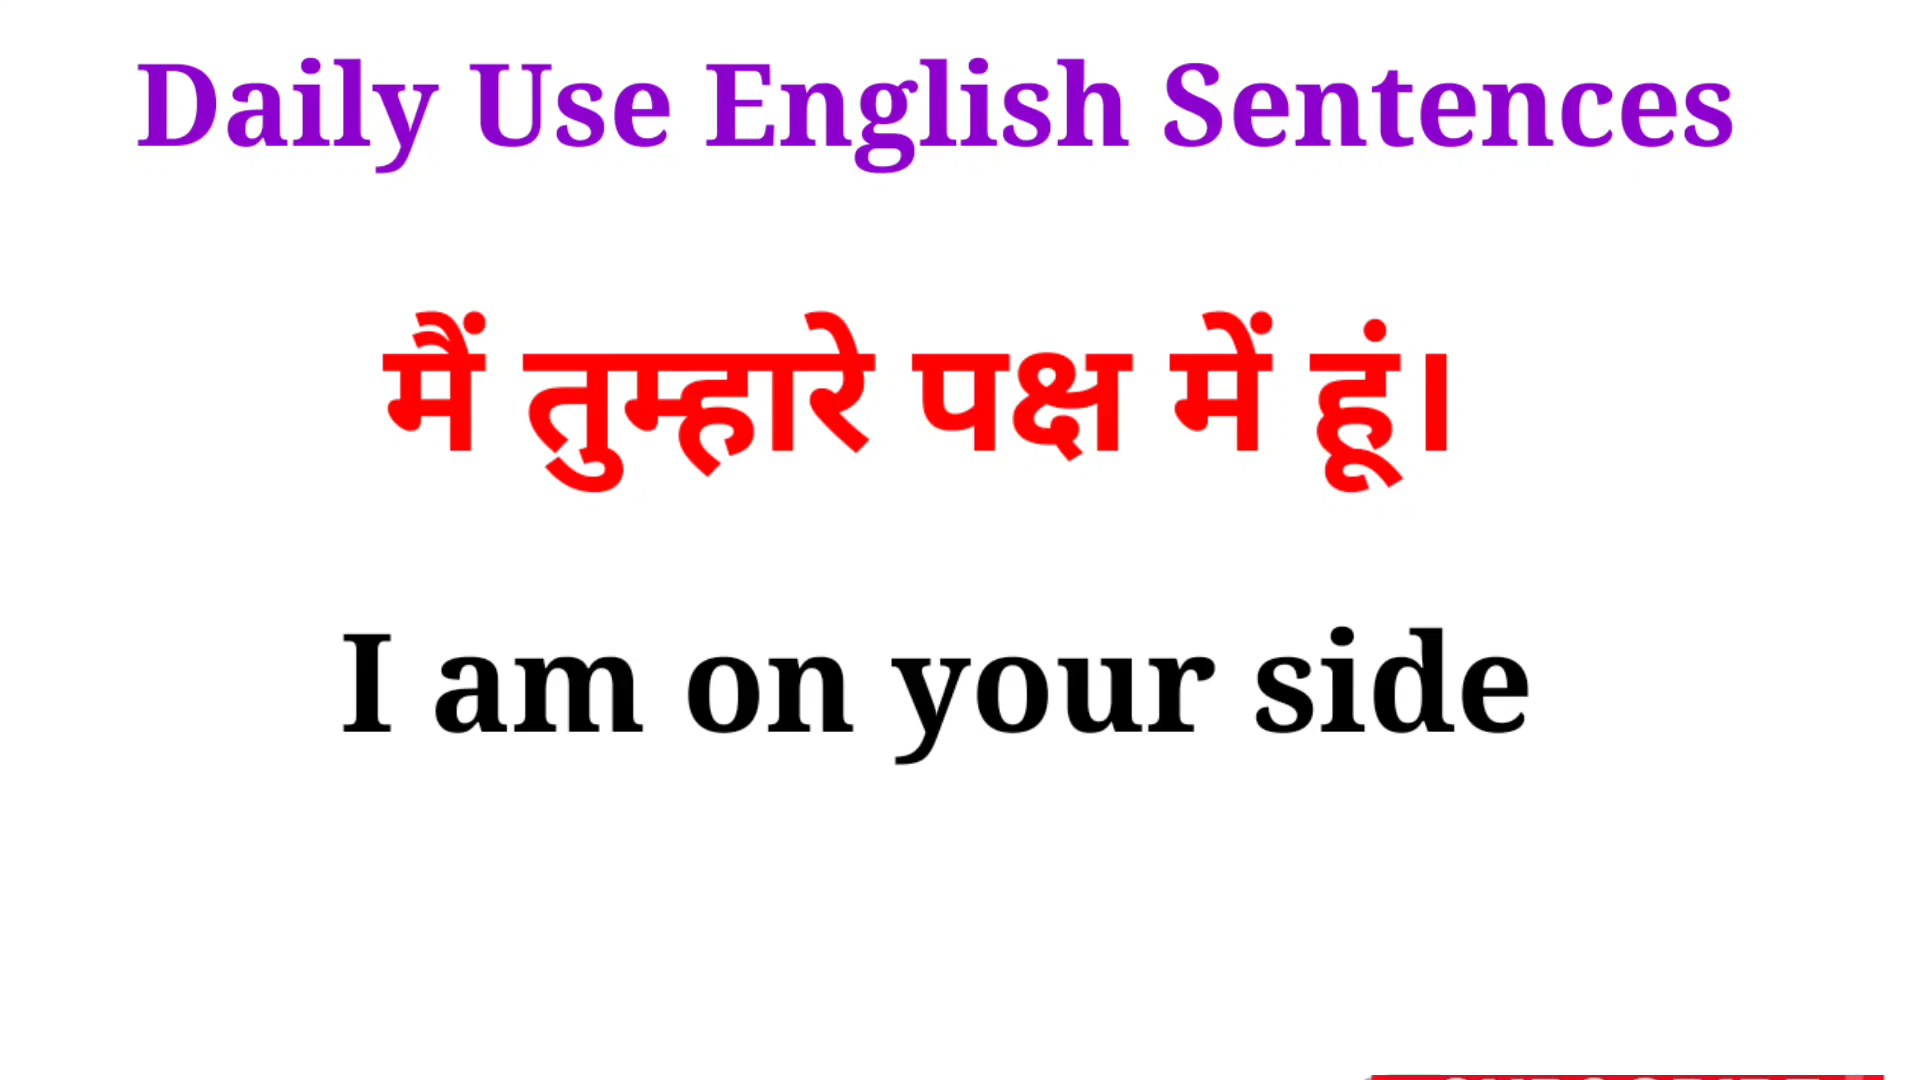 Daily Use English Sentences
मैं तुम्हारे पक्ष में हूं।
I am on your side